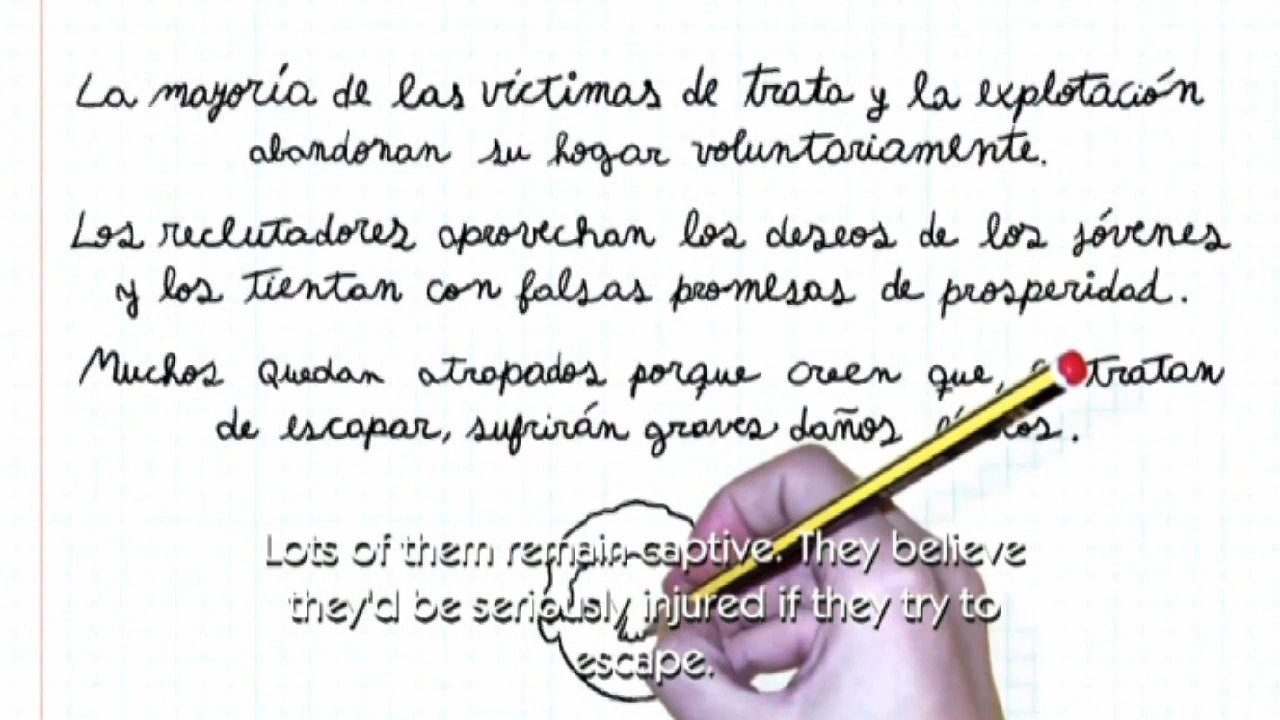 La mayoría de las víctimas de trata y la explotación
abandonan su hogar voluntariamente.
Los reclutadores aprovechan los deseos de los jóvenes
y los tientan con falsas promesas de prosperidad.
Muchos quedan atrapados porque creen que, tratan
de escapar, sufrirán graves daños
Lots of them remain captive. They believe
they'd be seriously injured if they try to
escape.